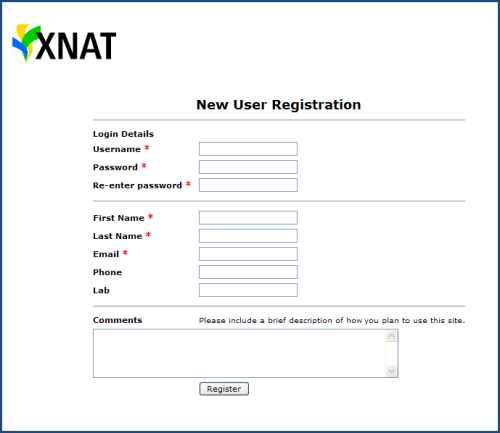 XNAT
New User Registration
Login Details
Username *
Password *
Re-enter password *
First Name *
Last Name *
Email *
Phone
Lab
Comments Please include a brief description of how you plan to use this site.
Register